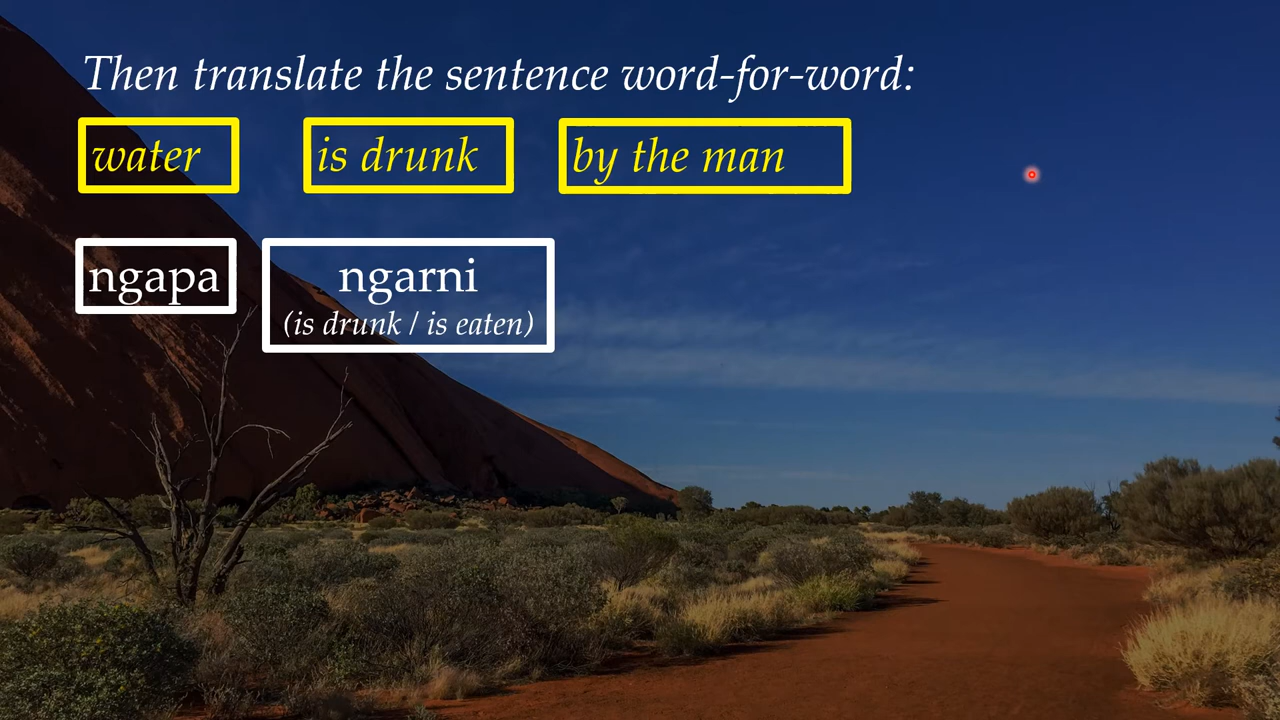 Then translate the sentence word-for-word:
water is drunk by the man
ngapa ngarni
(is drunk / is eaten)